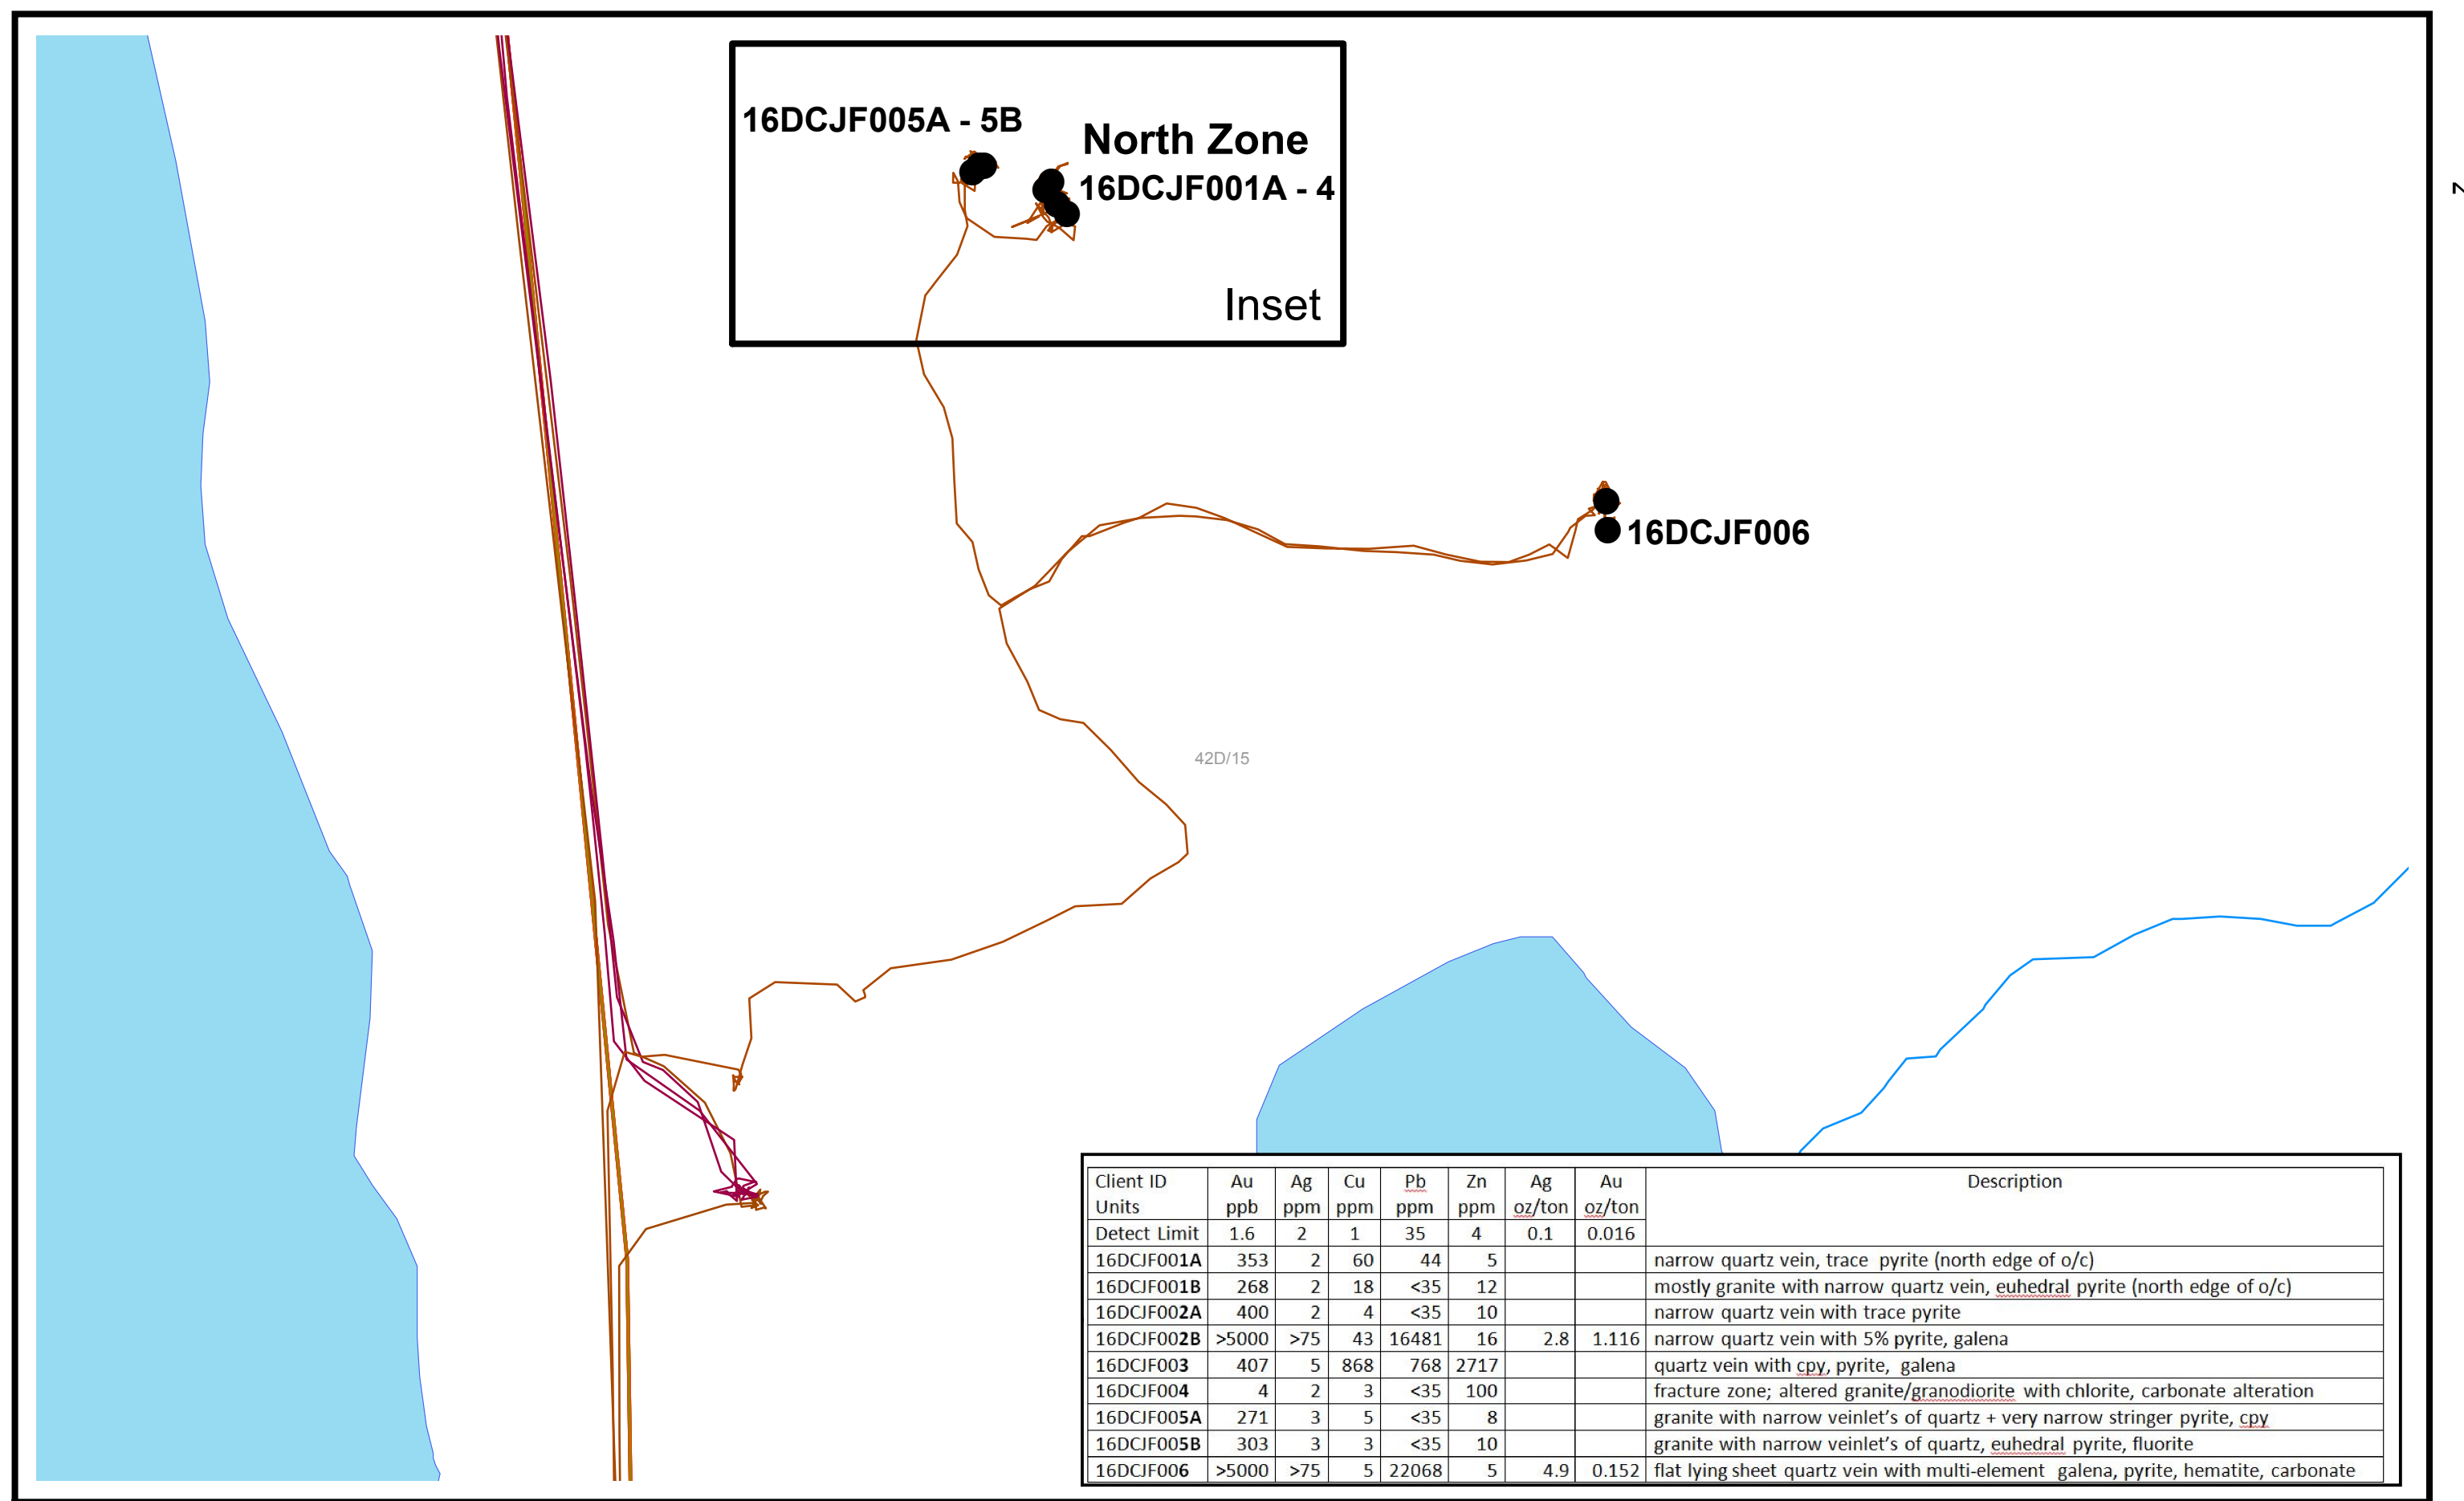 16DCJF005A - 5B
North Zone
16DCJF001A - 4
Inset
Z
16DCJF006
42D/15
Client ID Au Ag Cu Pb Zn Ag Au Description
Units ppb ppm ppm ppm ppm oz/ton oz/ton
Detect Limit 1.6 2 1 35 4 0.1 0.016
16DCJF001A 353 2 60 44 5 narrow quartz vein, trace pyrite (north edge of o/c)
16DCJF001B 268 2 18 <35 12 mostly granite with narrow quartz vein, euhedral pyrite (north edge of o/c)
16DCJF002A 400 2 4 <35 10 narrow quartz vein with trace pyrite
16DCJF002B >5000 >75 43 16481 16 2.8 1.116 narrow quartz vein with 5% pyrite, galena
16DCJF003 407 5 868 768 2717 quartz vein with cpy, pyrite, galena
16DCJF004 4 2 3 <35 100 fracture zone; altered granite/granodiorite with chlorite, carbonate alteration
16DCJF005A 271 3 5 <35 8 granite with narrow veinlet's of quartz + very narrow stringer pyrite, cpy
16DCJF005B 303 3 3 <35 10 granite with narrow veinlet's of quartz, euhedral pyrite, fluorite
16DCJF006 >5000 >75 5 22068 5 4.9 0.152 flat lying sheet quartz vein with multi-element galena, pyrite, hematite, carbonate